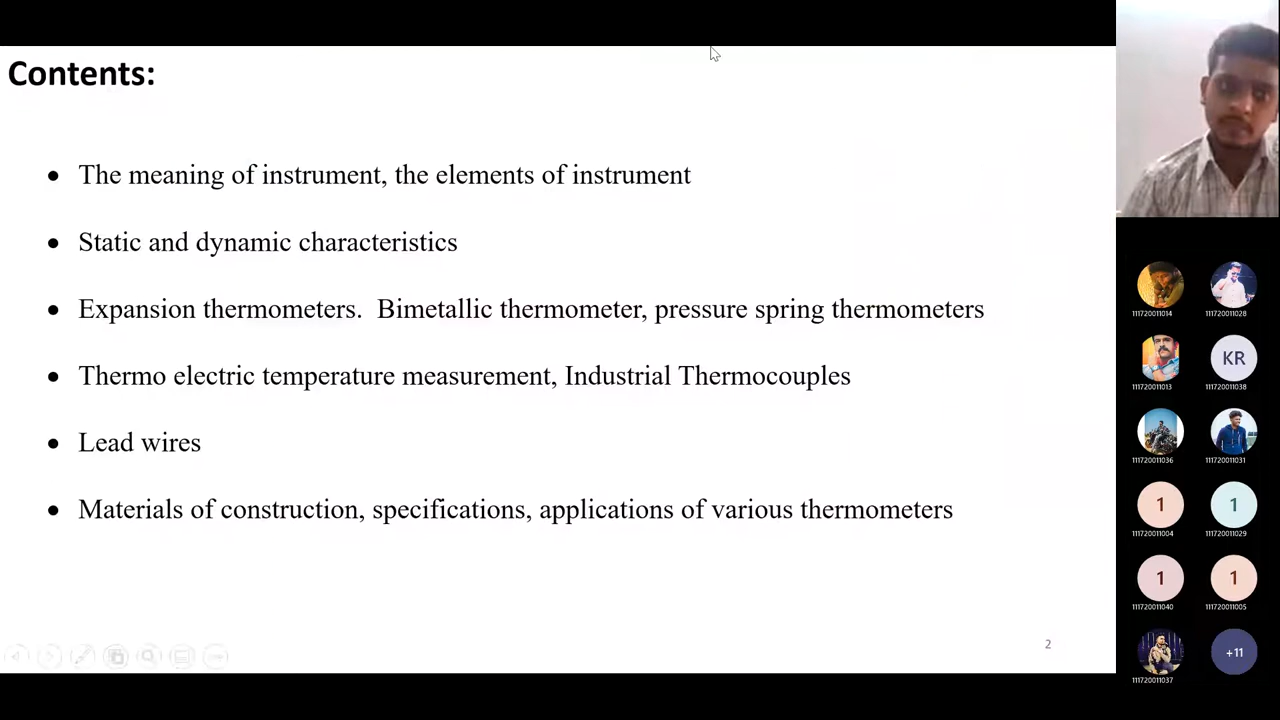 Contents:
• The meaning of instrument, the elements of instrument
• Static and dynamic characteristics
• Expansion thermometers.  Bimetallic thermometer, pressure spring thermometers
• Thermo electric temperature measurement, Industrial Thermocouples
• Lead wires
• Materials of construction, specifications, applications of various thermometers
2
111720011014
111720011028
KR
111720011013
111720011038
111720011036
111720011031
1
1
111720011004
111720011029
1
1
111720011040
111720011005
+11
111720011037